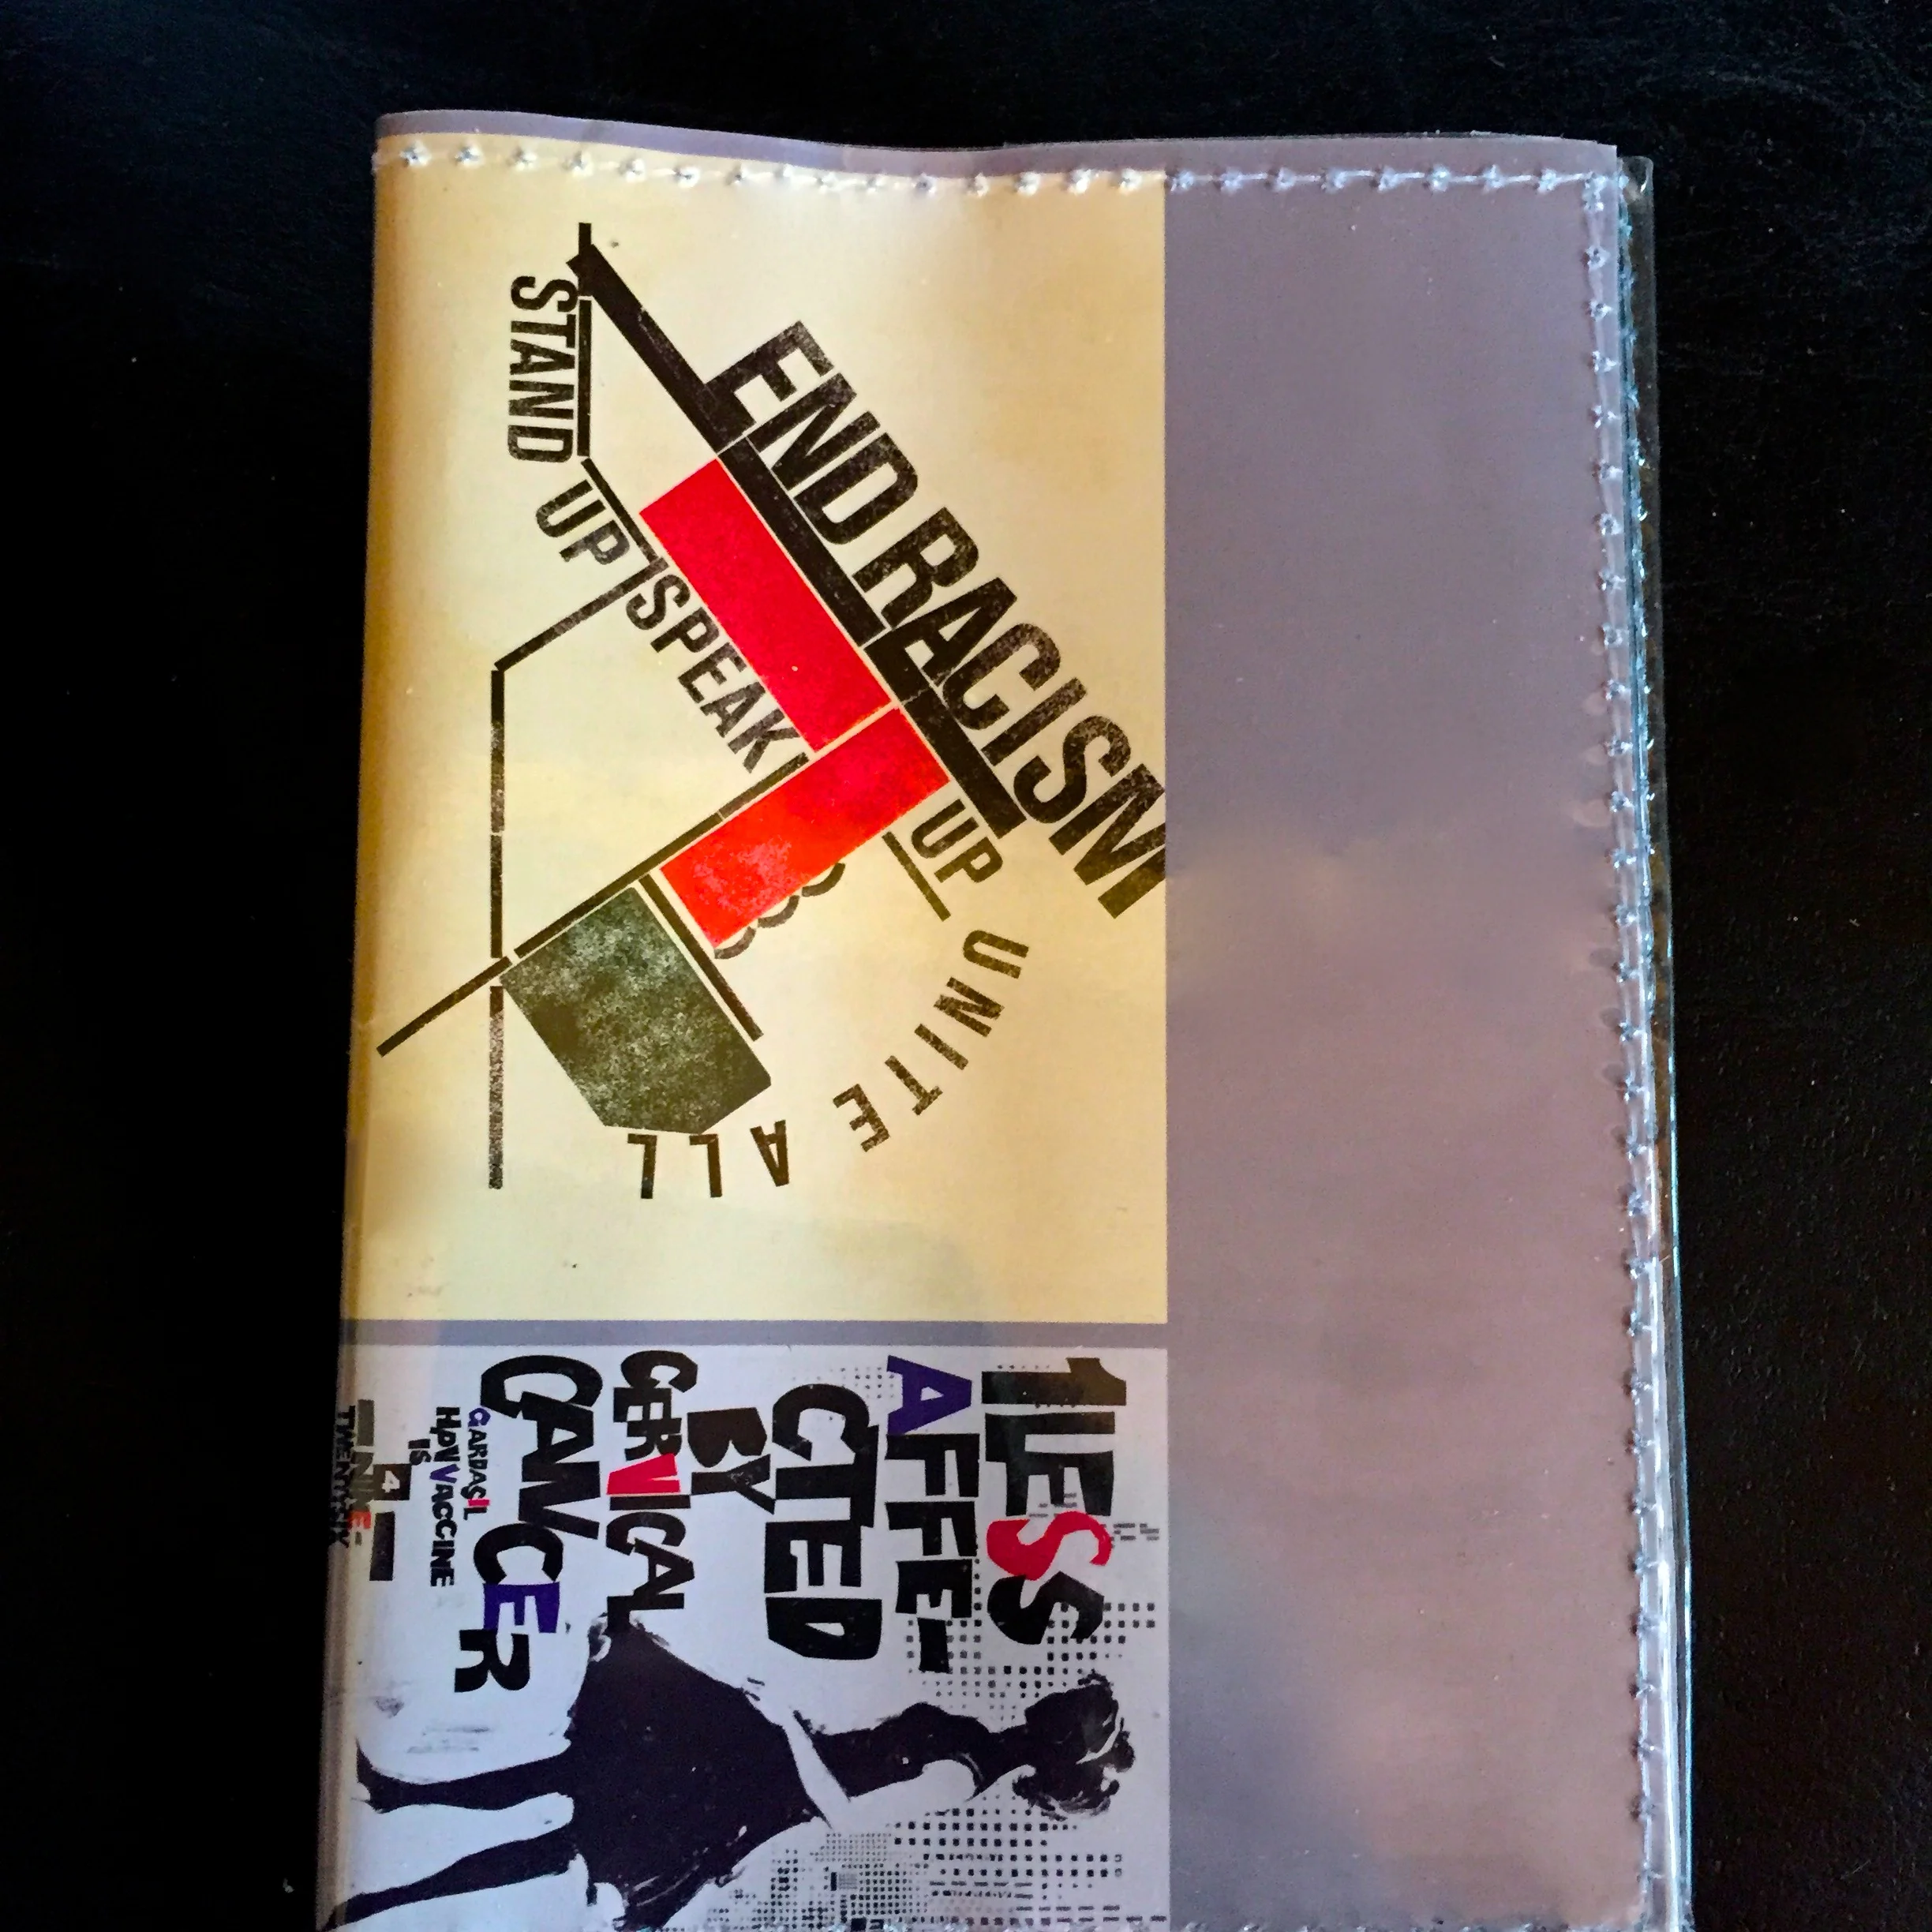 END RACISM
STAND UP
SPEAK
UP
UNITE
ALL
1 LESS
AFFE-
CTED
BY
CERVICAL
CANCER
GARDASIL
HPV VACCINE
IS
4